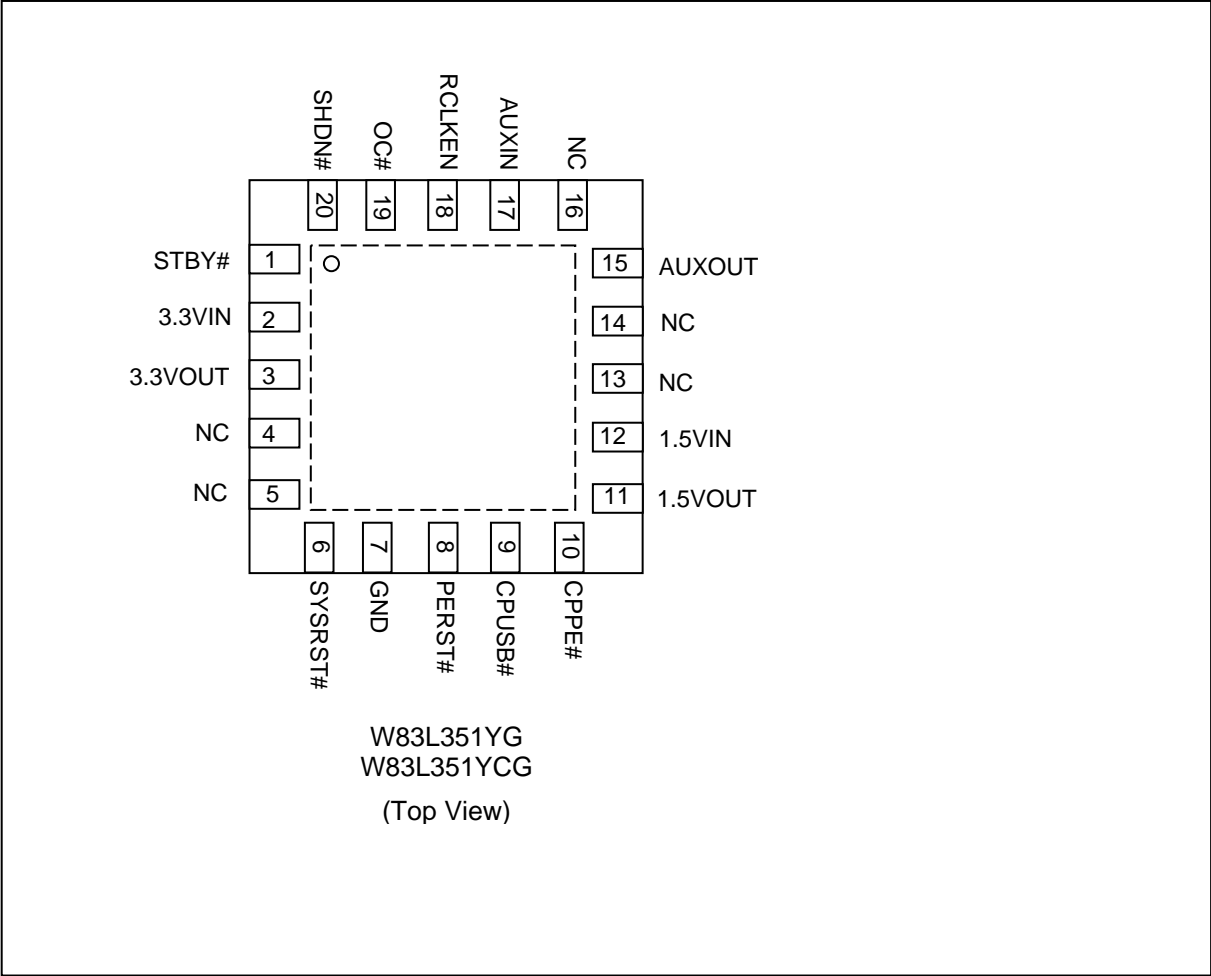 SHDN#
OC#
RCLKEN
AUXIN
NC
20
19
18
17
16
STBY# 1
15 AUXOUT
3.3VIN 2
14 NC
3.3VOUT 3
13 NC
NC 4
12 1.5VIN
NC 5
11 1.5VOUT
6
7
8
9
10
SYSRST#
GND
PERST#
CPUSB#
CPPE#
W83L351YG
W83L351YCG
(Top View)